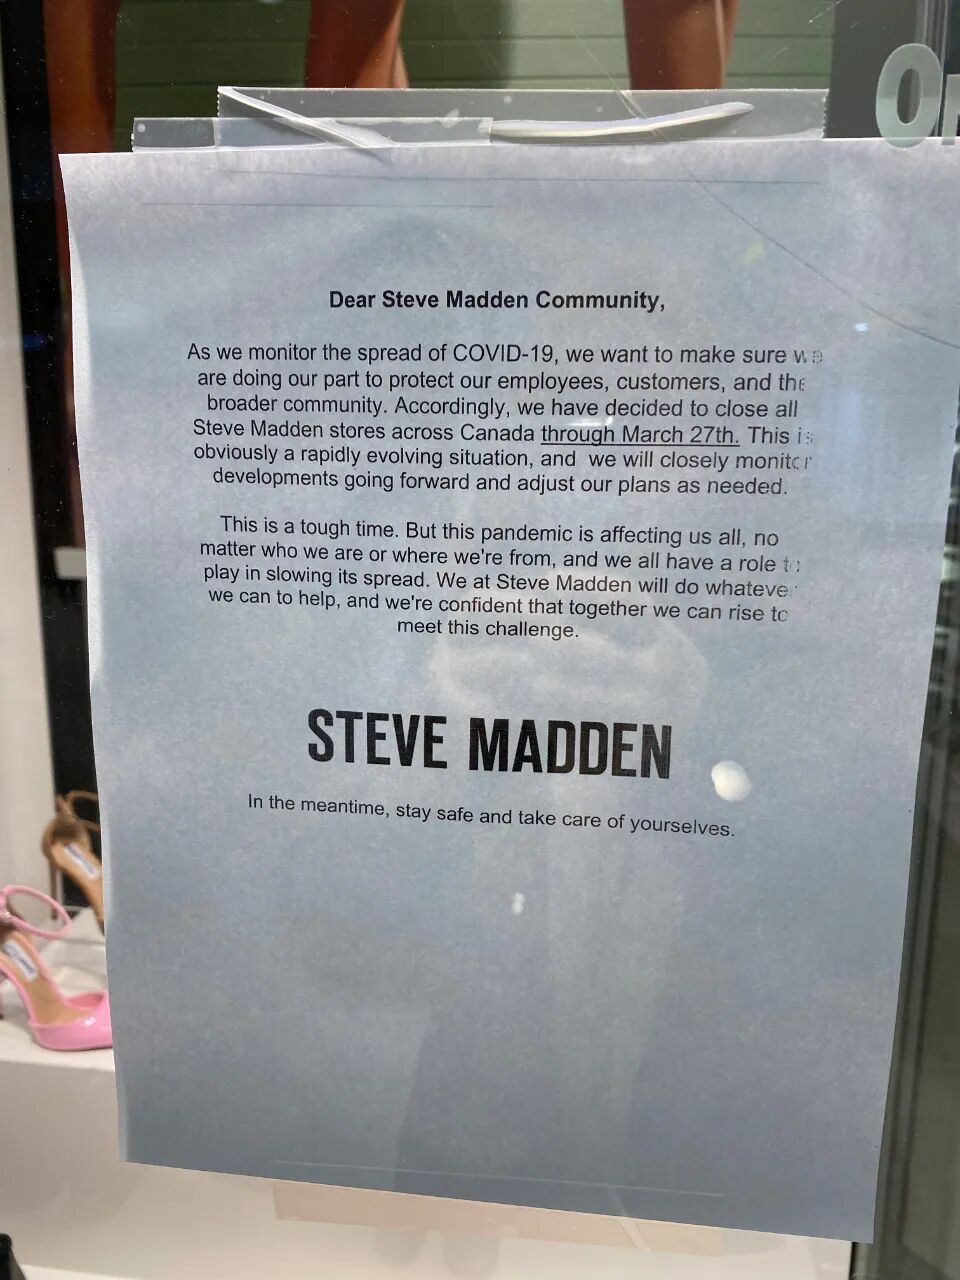 Dear Steve Madden Community,
As we monitor the spread of COVID-19, we want to make sure we
are doing our part to protect our employees, customers, and the
broader community. Accordingly, we have decided to close all
Steve Madden stores across Canada through March 27th. This is
obviously a rapidly evolving situation, and we will closely monitor
developments going forward and adjust our plans as needed.
This is a tough time. But this pandemic is affecting us all, no
matter who we are or where we're from, and we all have a role to
play in slowing its spread. We at Steve Madden will do whatever
we can to help, and we're confident that together we can rise to
meet this challenge.
STEVE MADDEN
In the meantime, stay safe and take care of yourselves.